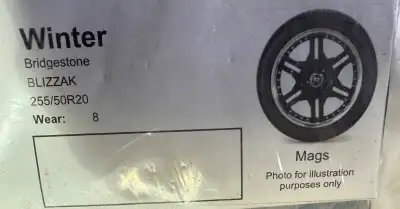 Winter
Bridgestone
BLIZZAK
255/50R20
Wear: 8
Mags
Photo for illustration
purposes only